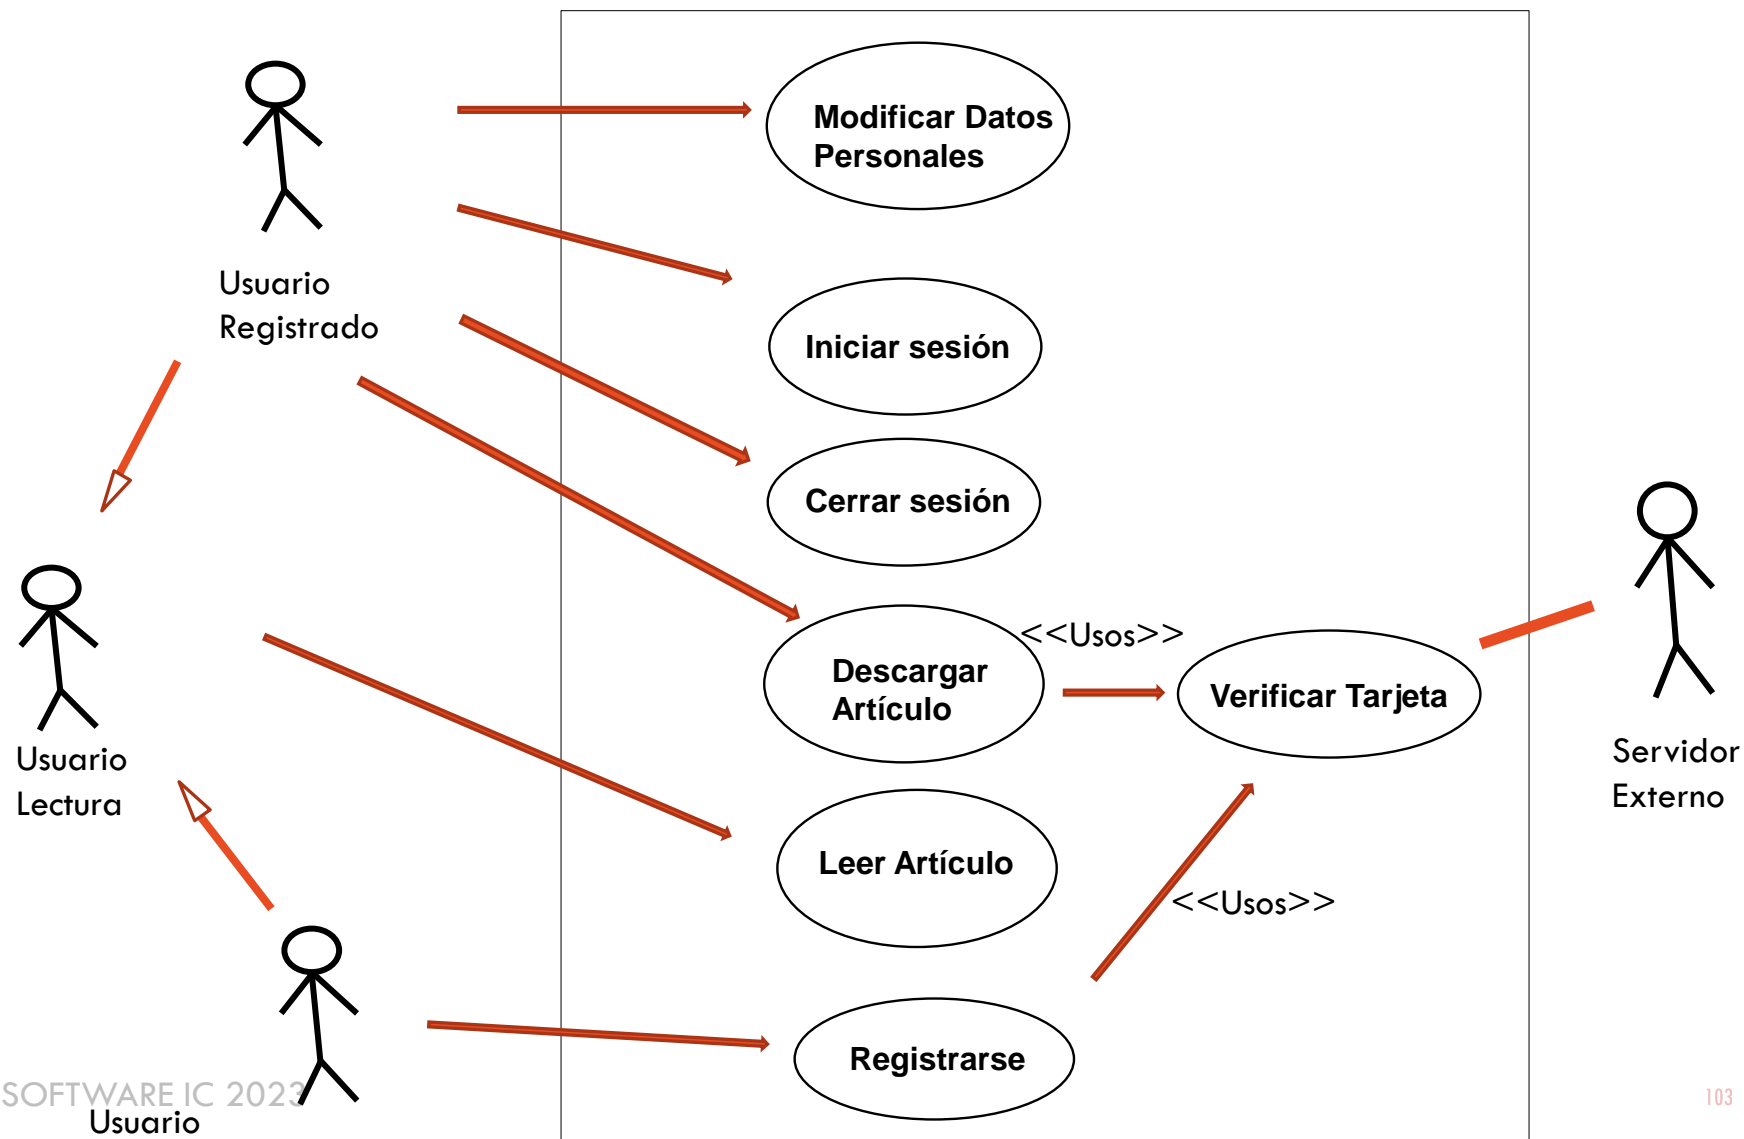 Modificar Datos
Personales
Usuario
Registrado
Iniciar sesión
Cerrar sesión
<<Usos>>
Descargar
Artículo
Verificar Tarjeta
Servidor
Externo
Usuario
Lectura
Leer Artículo
<<Usos>>
Registrarse
SOFTWARE IC 2023
103
Usuario